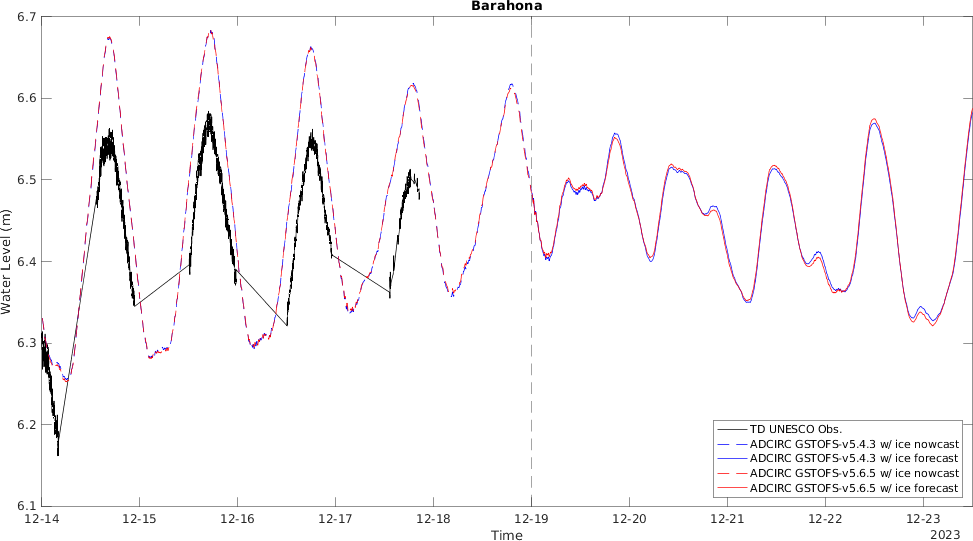 Barahona
Water Level (m)
6.7
6.6
6.5
6.4
6.3
6.2
6.1
TD UNESCO Obs.
ADCIRC GSTOFS-v5.4.3 w/ ice nowcast
ADCIRC GSTOFS-v5.4.3 w/ ice forecast
ADCIRC GSTOFS-v5.6.5 w/ ice nowcast
ADCIRC GSTOFS-v5.6.5 w/ ice forecast
12-14 12-15 12-16 12-17 12-18 12-19 12-20 12-21 12-22 12-23
Time
2023